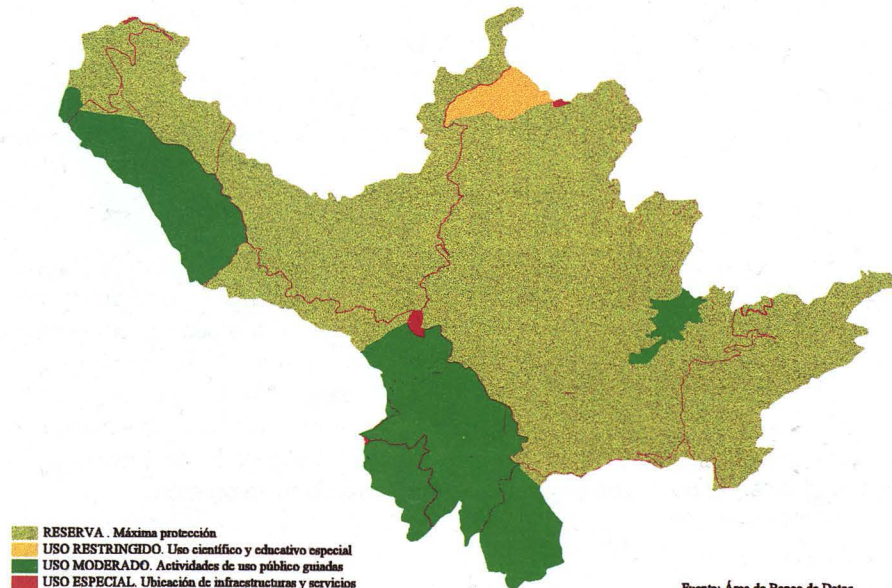 RESERVA . Máxima protección
USO RESTRINGIDO. Uso científico y educativo especial
USO MODERADO. Actividades de uso público guiadas
USO ESPECIAL. Ubicación de infraestructuras y servicios
Fuente: Área de Bases de Datos